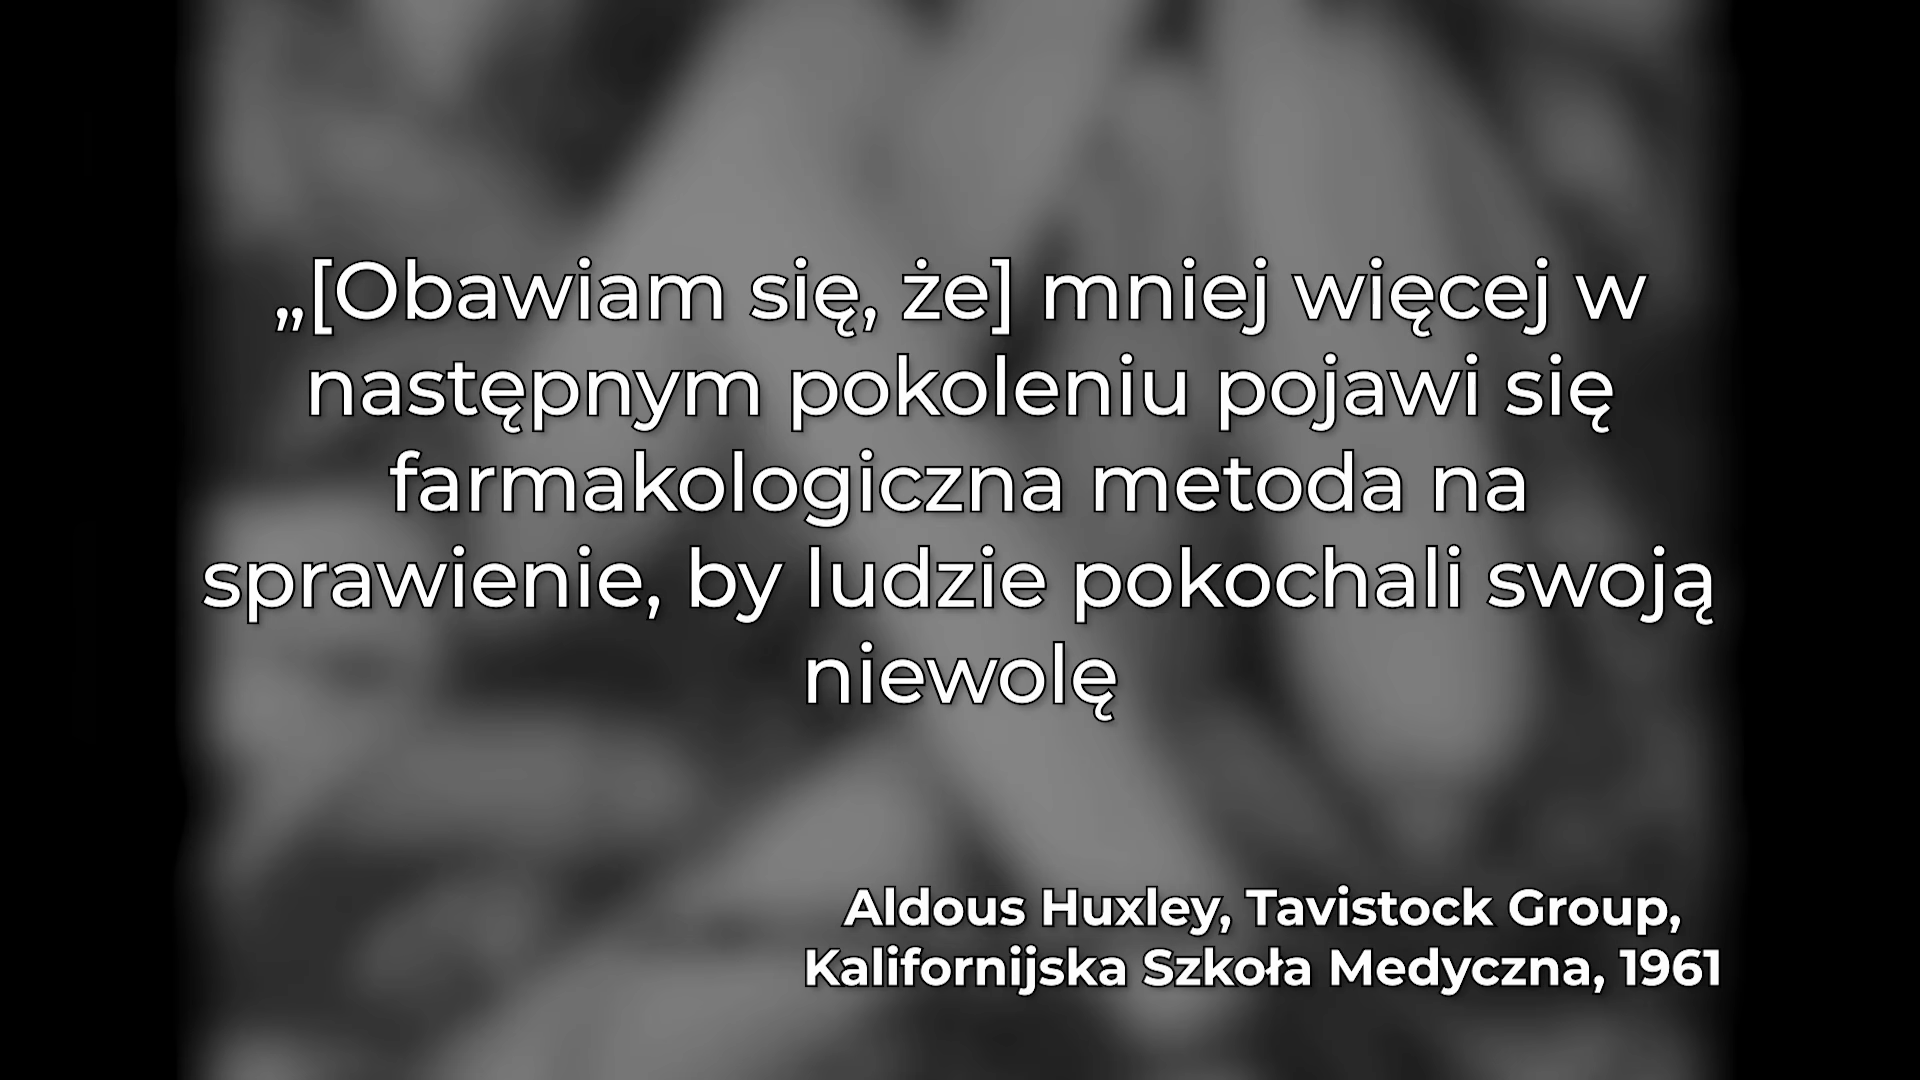 „[Obawiam się, że] mniej więcej w
następnym pokoleniu pojawi się
farmakologiczna metoda na
sprawienie, by ludzie pokochali swoją
niewolę
Aldous Huxley, Tavistock Group,
Kalifornijska Szkoła Medyczna, 1961